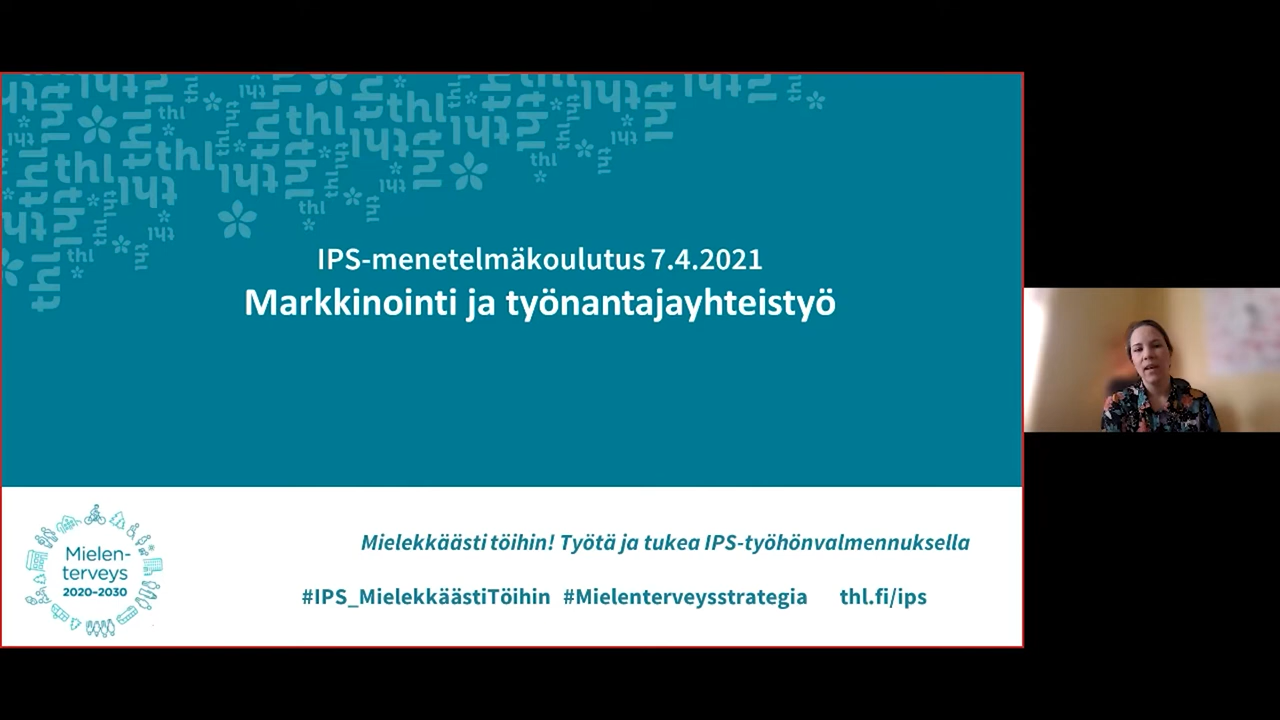 IPS-menetelmäkoulutus 7.4.2021
Markkinointi ja työnantajayhteistyö
Mielen-
terveys
2020–2030
Mielekkäästi töihin! Työtä ja tukea IPS-työhönvalmennuksella
#IPS_MielekkäästiTöihin #Mielenterveysstrategia thl.fi/ips